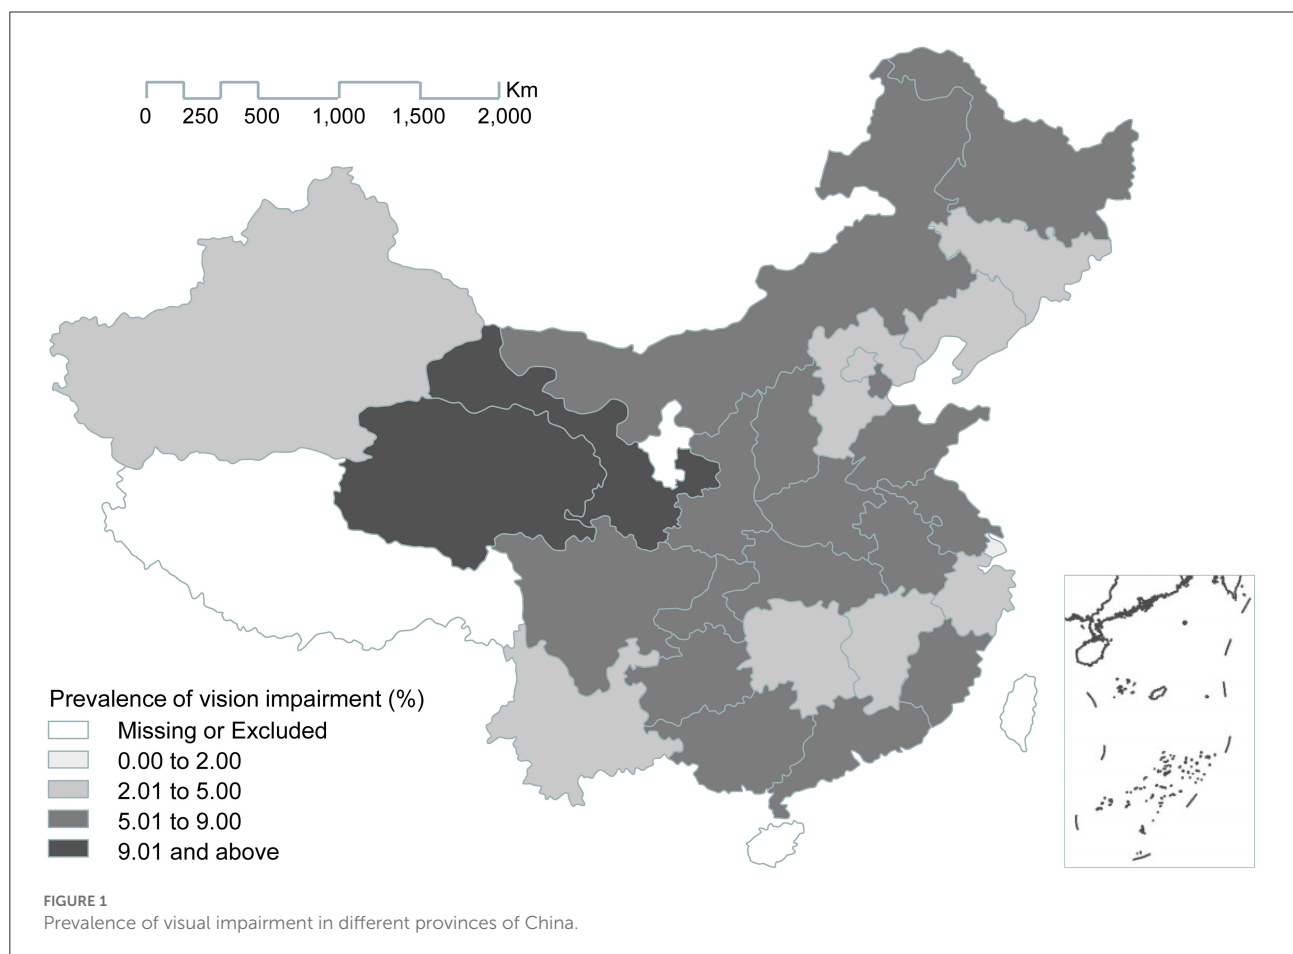 Km
0 250 500 1,000 1,500 2,000
Prevalence of vision impairment (%)
Missing or Excluded
0.00 to 2.00
2.01 to 5.00
5.01 to 9.00
9.01 and above
FIGURE 1
Prevalence of visual impairment in different provinces of China.